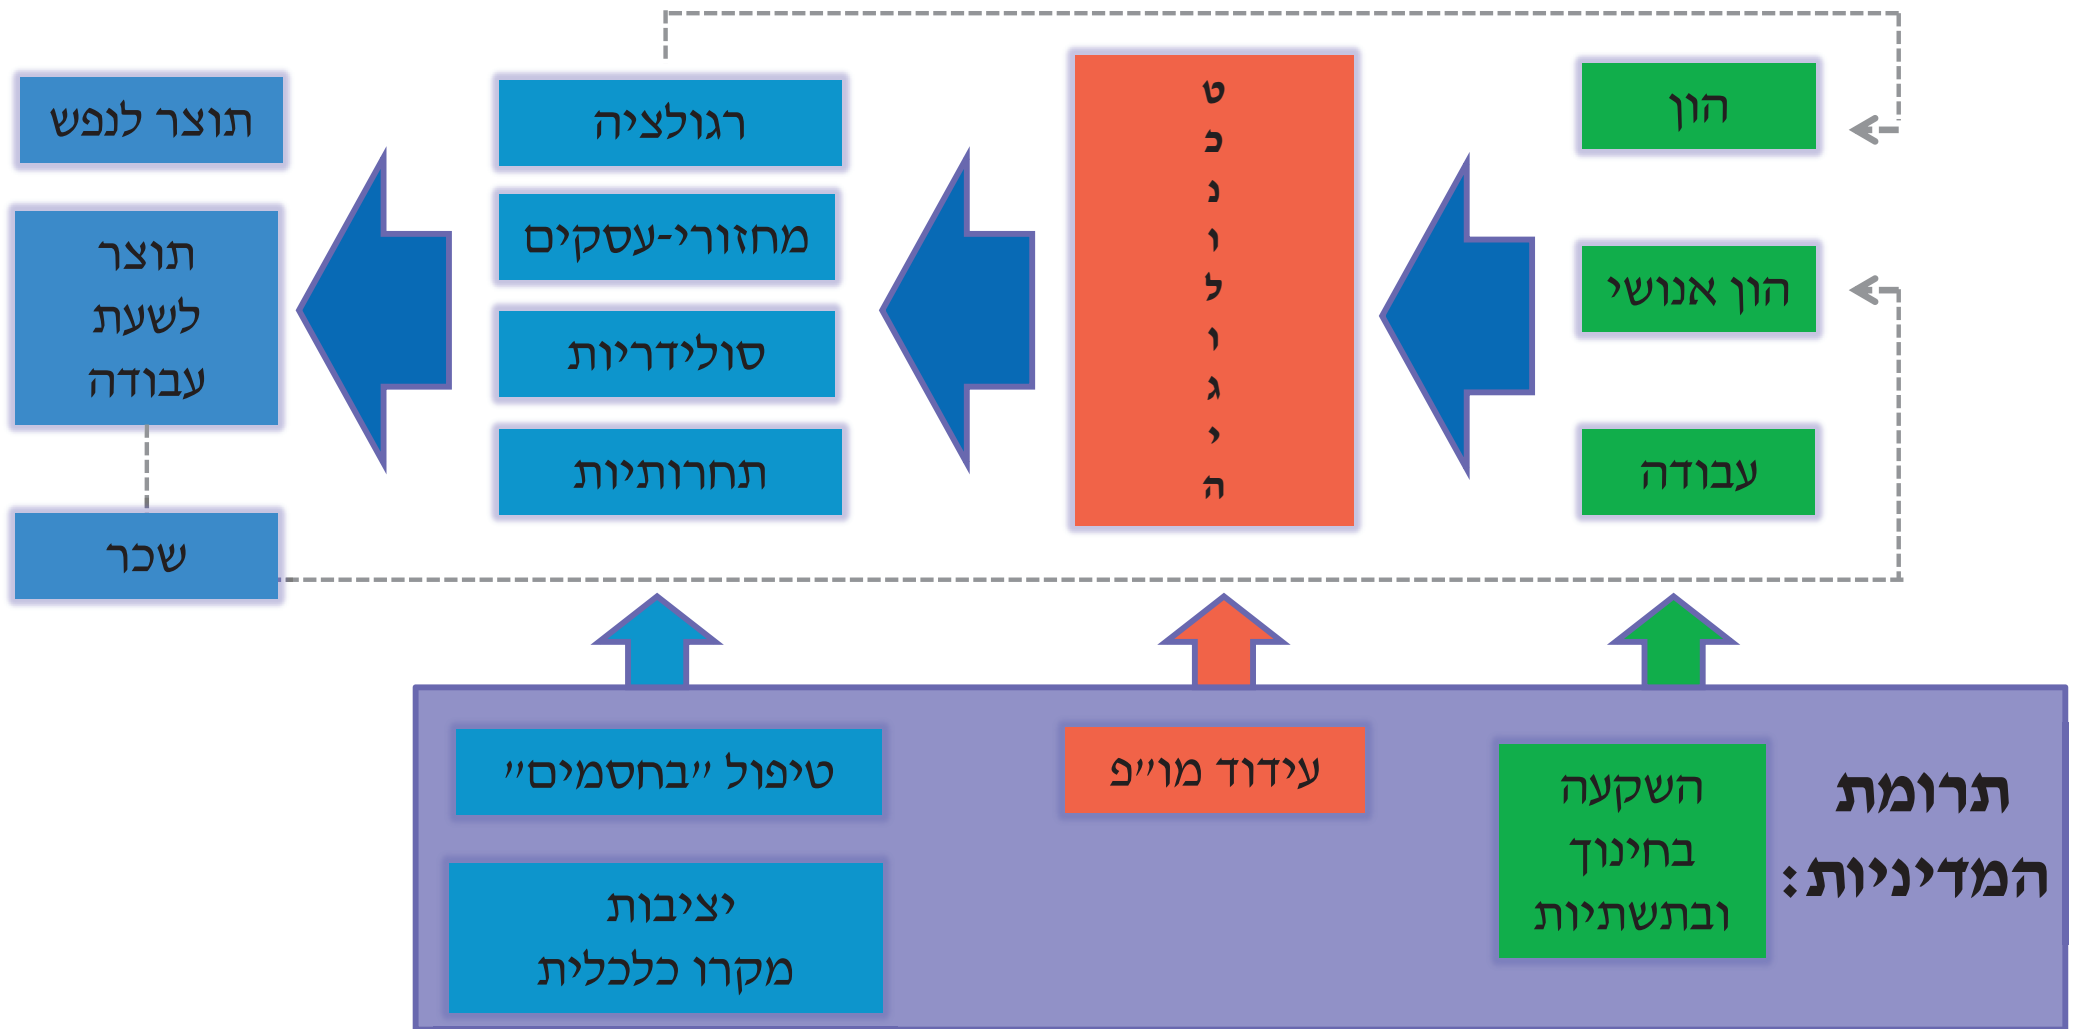 הון
הון אנושי
עבודה
טכנולוגיה
רגולציה
מחזורי-עסקים
סולידריות
תחרותיות
תוצר לנפש
תוצר
לשעת
עבודה
שכר
תרומת
המדיניות:
השקעה
בחינוך
ובתשתיות
עידוד מו״פ
טיפול ״בחסמים״
יציבות
מקרו כלכלית